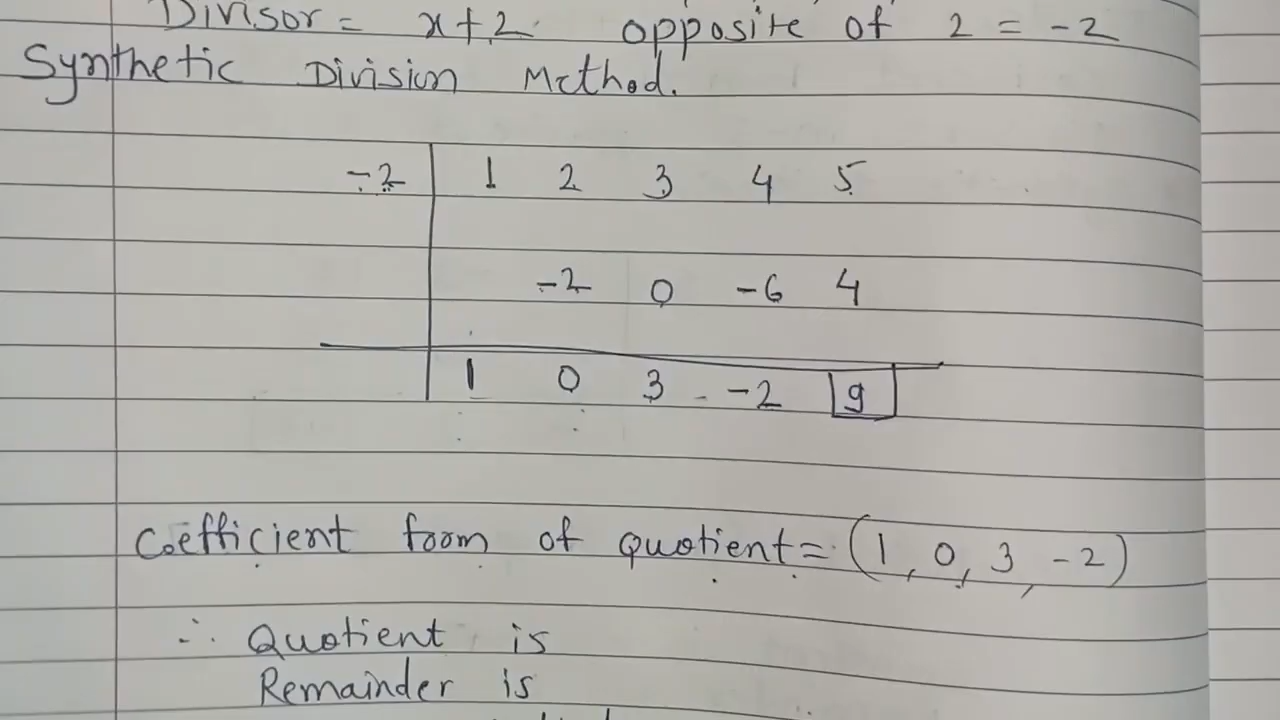 Divisor = x+2 opposite of 2 = -2
Synthetic Division Method.
-2 1 2 3 4 5
-2 0 -6 4
1 0 3 -2 9
Coefficient form of quotient = (1, 0, 3, -2)
∴ Quotient is
Remainder is